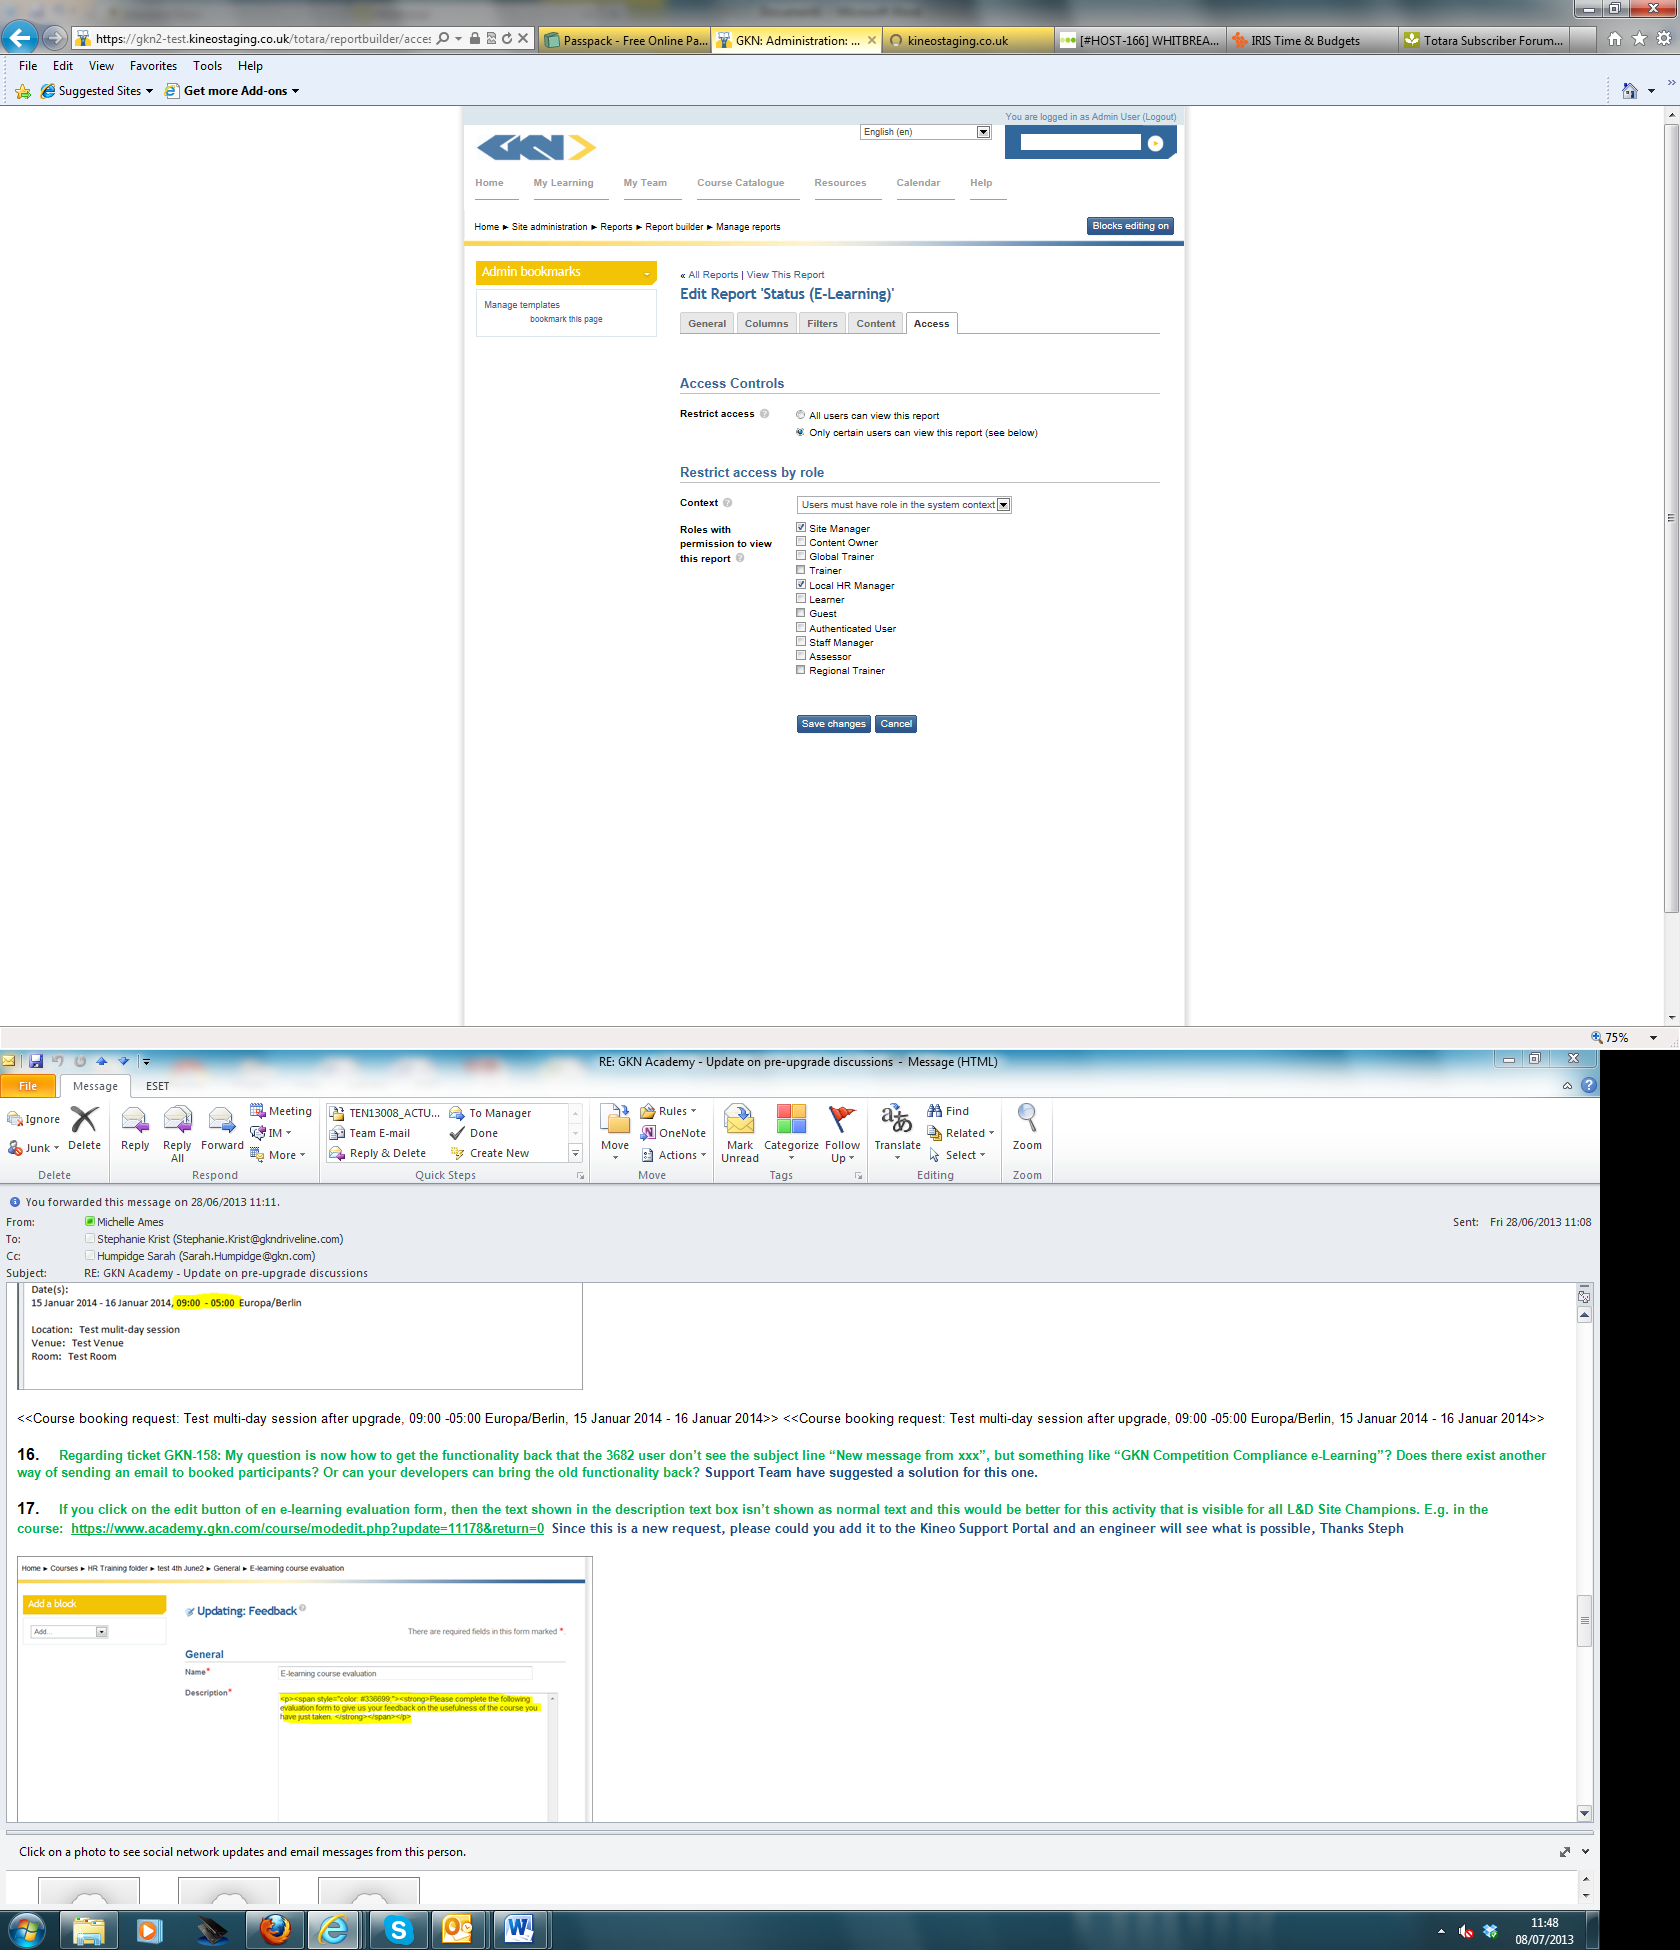 https://gkn2-test.kineostaging.co.uk/totara/reportbuilder/acces
Passpack - Free Online Pa...
GKN: Administration: ...
kineostaging.co.uk
[#HOST-166] WHITBREA...
IRIS Time & Budgets
Totara Subscriber Forum...
File Edit View Favorites Tools Help
Suggested Sites
Get more Add-ons
You are logged in as Admin User (Logout)
English (en)
GKN
Home My Learning My Team Course Catalogue Resources Calendar Help
Home ► Site administration ► Reports ► Report builder ► Manage reports
Blocks editing on
Admin bookmarks
Manage templates
bookmark this page
« All Reports | View This Report
Edit Report 'Status (E-Learning)'
General Columns Filters Content Access
Access Controls
Restrict access
All users can view this report
Only certain users can view this report (see below)
Restrict access by role
Context
Users must have role in the system context
Roles with
permission to view
this report
Site Manager
Content Owner
Global Trainer
Trainer
Local HR Manager
Learner
Guest
Authenticated User
Staff Manager
Assessor
Regional Trainer
Save changes Cancel
75%
RE: GKN Academy - Update on pre-upgrade discussions - Message (HTML)
File Message ESET
Ignore
Junk
Delete
Delete
Reply
Reply All
Forward
Meeting
IM
More
Respond
TEN13008_ACTU...
Team E-mail
Reply & Delete
To Manager
Done
Create New
Quick Steps
Move
Rules
OneNote
Actions
Move
Mark Unread
Categorize
Follow Up
Tags
Translate
Find
Related
Select
Editing
Zoom
Zoom
You forwarded this message on 28/06/2013 11:11.
From: Michelle Ames
Sent: Fri 28/06/2013 11:08
To: Stephanie Krist (Stephanie.Krist@gkndriveline.com)
Cc: Humpidge Sarah (Sarah.Humpidge@gkn.com)
Subject: RE: GKN Academy - Update on pre-upgrade discussions
Date(s):
15 Januar 2014 - 16 Januar 2014, 09:00 - 05:00 Europa/Berlin
Location: Test mulit-day session
Venue: Test Venue
Room: Test Room
<<Course booking request: Test multi-day session after upgrade, 09:00 -05:00 Europa/Berlin, 15 Januar 2014 - 16 Januar 2014>> <<Course booking request: Test multi-day session after upgrade, 09:00 -05:00 Europa/Berlin, 15 Januar 2014 - 16 Januar 2014>>
16. Regarding ticket GKN-158: My question is now how to get the functionality back that the 3682 user don't see the subject line “New message from xxx”, but something like “GKN Competition Compliance e-Learning”? Does there exist another
way of sending an email to booked participants? Or can your developers can bring the old functionality back? Support Team have suggested a solution for this one.
17. If you click on the edit button of en e-learning evaluation form, then the text shown in the description text box isn't shown as normal text and this would be better for this activity that is visible for all L&D Site Champions. E.g. in the
course: https://www.academy.gkn.com/course/modedit.php?update=11178&return=0 Since this is a new request, please could you add it to the Kineo Support Portal and an engineer will see what is possible, Thanks Steph
Home ► Courses ► HR Training folder ► test 4th June2 ► General ► E-learning course evaluation
Add a block
Add...
Updating: Feedback
There are required fields in this form marked *.
General
Name* E-learning course evaluation
Description*
<p><span style="color: #336699;"><strong>Please complete the following
evaluation form to give us your feedback on the usefulness of the course you
have just taken. </strong></span></p>
Click on a photo to see social network updates and email messages from this person.
11:48
08/07/2013